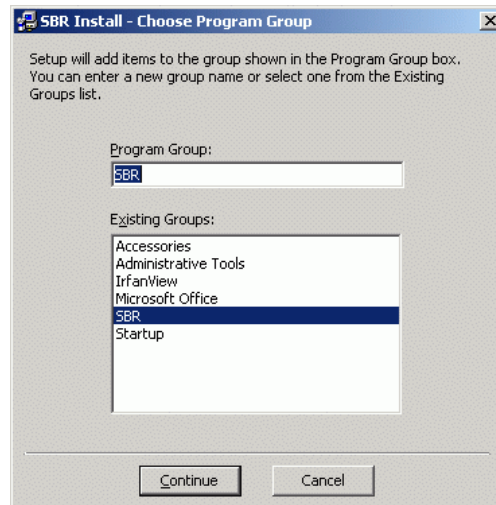 SBR Install - Choose Program Group
Setup will add items to the group shown in the Program Group box.
You can enter a new group name or select one from the Existing
Groups list.
Program Group:
SBR
Existing Groups:
Accessories
Administrative Tools
IrfanView
Microsoft Office
SBR
Startup
Continue
Cancel